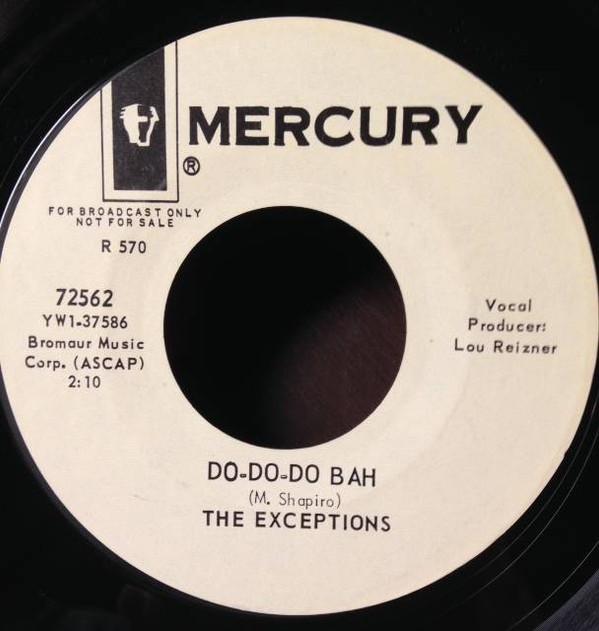 MERCURY
®
FOR BROADCAST ONLY
NOT FOR SALE
R 570
72562
YW1-37586
Bromaur Music
Corp. (ASCAP)
2:10
Vocal
Producer:
Lou Reizner
DO-DO-DO BAH
(M. Shapiro)
THE EXCEPTIONS